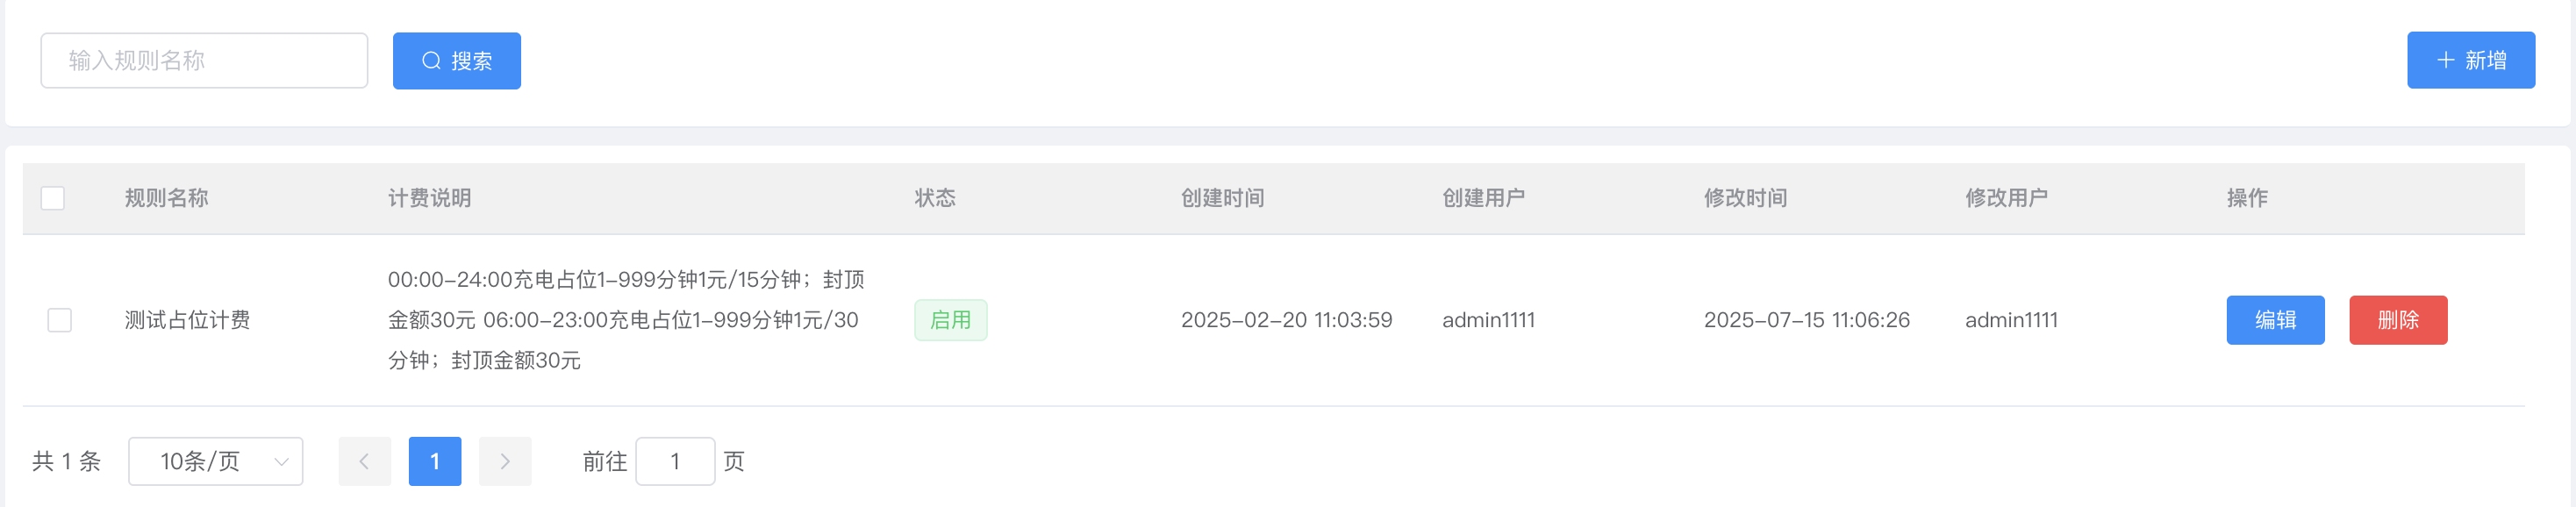 输入规则名称 搜索 新增
规则名称 计费说明 状态 创建时间 创建用户 修改时间 修改用户 操作
00:00-24:00充电占位1-999分钟1元/15分钟；封顶
测试占位计费 金额30元 06:00-23:00充电占位1-999分钟1元/30 启用 2025-02-20 11:03:59 admin1111 2025-07-15 11:06:26 admin1111 编辑 删除
分钟；封顶金额30元
共 1 条 10条/页 1 前往 1 页